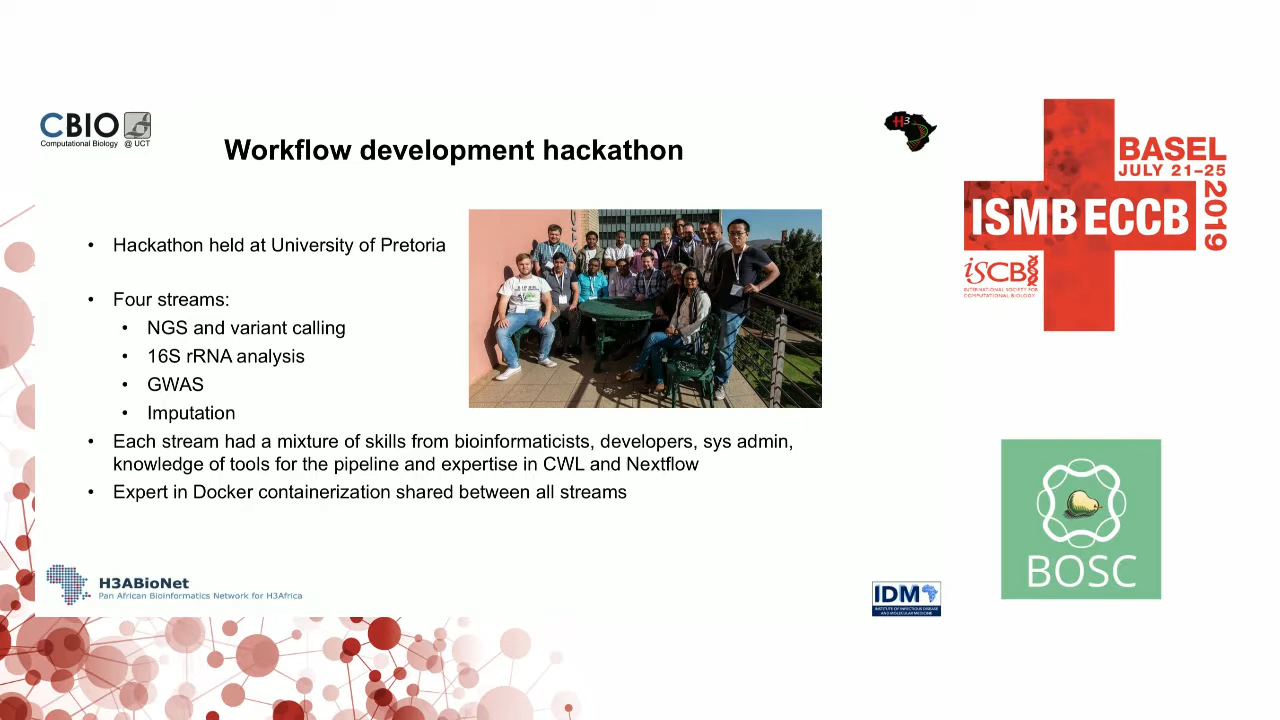 CBIO
Computational Biology @ UCT
Workflow development hackathon
H3
• Hackathon held at University of Pretoria
• Four streams:
• NGS and variant calling
• 16S rRNA analysis
• GWAS
• Imputation
• Each stream had a mixture of skills from bioinformaticists, developers, sys admin,
knowledge of tools for the pipeline and expertise in CWL and Nextflow
• Expert in Docker containerization shared between all streams
H3ABioNet
Pan African Bioinformatics Network for H3Africa
IDM
INSTITUTE OF INFECTIOUS DISEASE
AND MOLECULAR MEDICINE
BASEL
JULY 21–25
2019
ISMB ECCB
ISCB
INTERNATIONAL SOCIETY FOR
COMPUTATIONAL BIOLOGY
BOSC